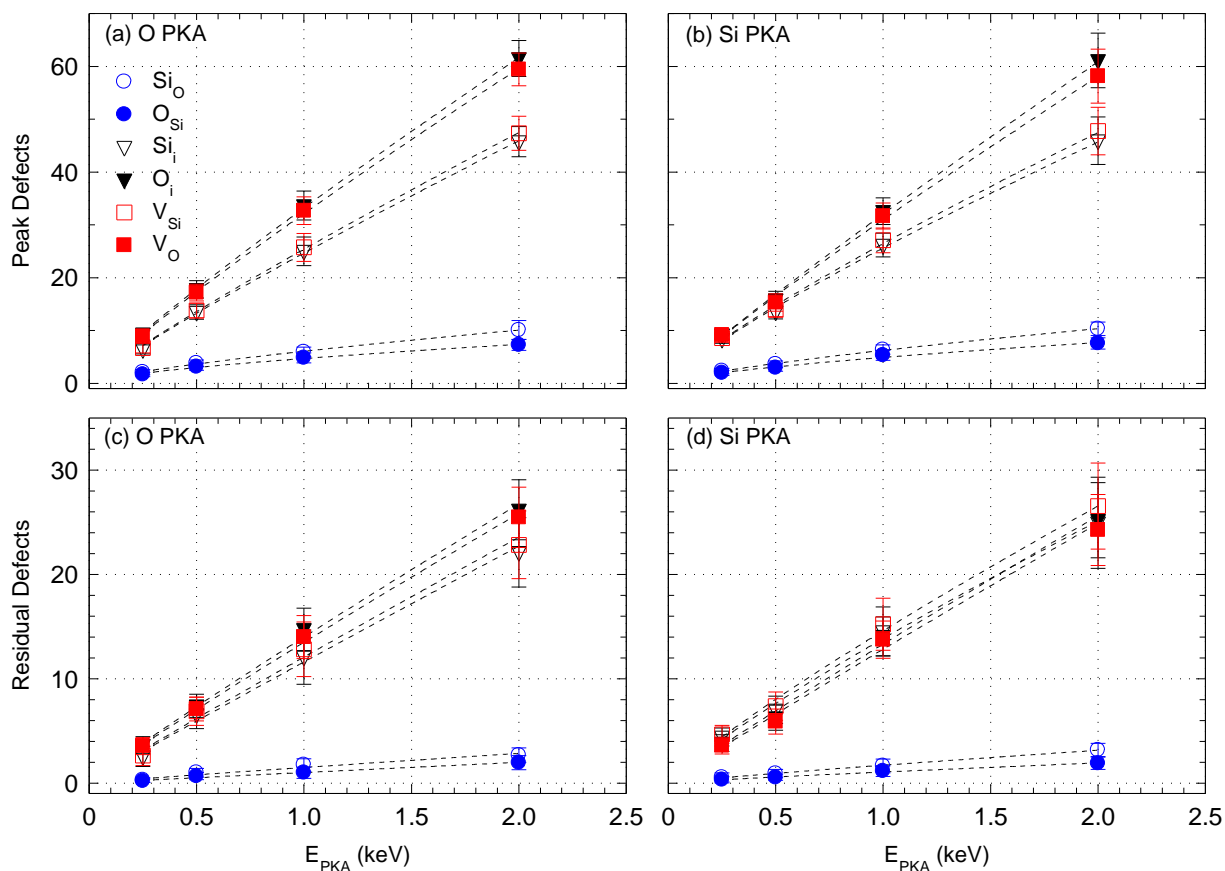 (a) O PKA
(b) Si PKA
Si_O
O_Si
Si_i
O_i
V_Si
V_O
Peak Defects
60
40
20
0
(c) O PKA
(d) Si PKA
Residual Defects
30
20
10
0
0 0.5 1.0 1.5 2.0 2.5
0.5 1.0 1.5 2.0 2.5
E_PKA (keV)
E_PKA (keV)